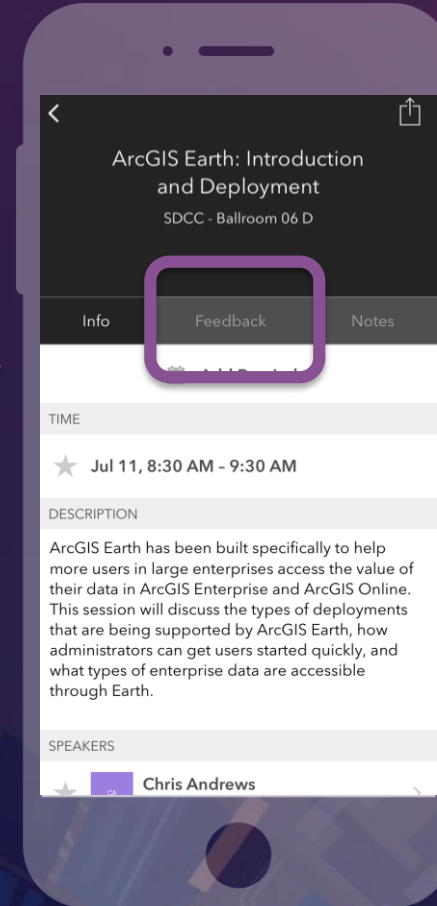 ArcGIS Earth: Introduction
and Deployment
SDCC - Ballroom 06 D
Info Feedback Notes
TIME
Jul 11, 8:30 AM – 9:30 AM
DESCRIPTION
ArcGIS Earth has been built specifically to help
more users in large enterprises access the value of
their data in ArcGIS Enterprise and ArcGIS Online.
This session will discuss the types of deployments
that are being supported by ArcGIS Earth, how
administrators can get users started quickly, and
what types of enterprise data are accessible
through Earth.
SPEAKERS
CA
Chris Andrews